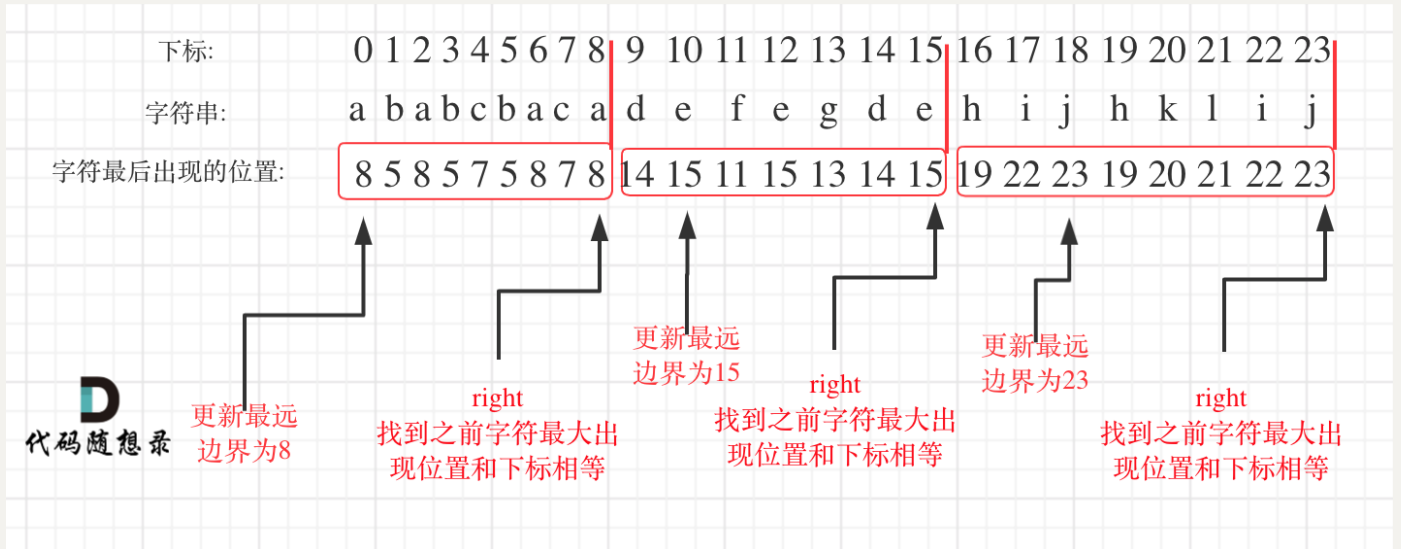 下标: 0 1 2 3 4 5 6 7 8 9 10 11 12 13 14 15 16 17 18 19 20 21 22 23
字符串: a b a b c b a c a d e f e g d e h i j h k l i j
字符最后出现的位置: 8 5 8 5 7 5 8 7 8 14 15 11 15 13 14 15 19 22 23 19 20 21 22 23
更新最远
边界为8
right
找到之前字符最大出
现位置和下标相等
更新最远
边界为15
right
找到之前字符最大出
现位置和下标相等
更新最远
边界为23
right
找到之前字符最大出
现位置和下标相等
D
代码随想录